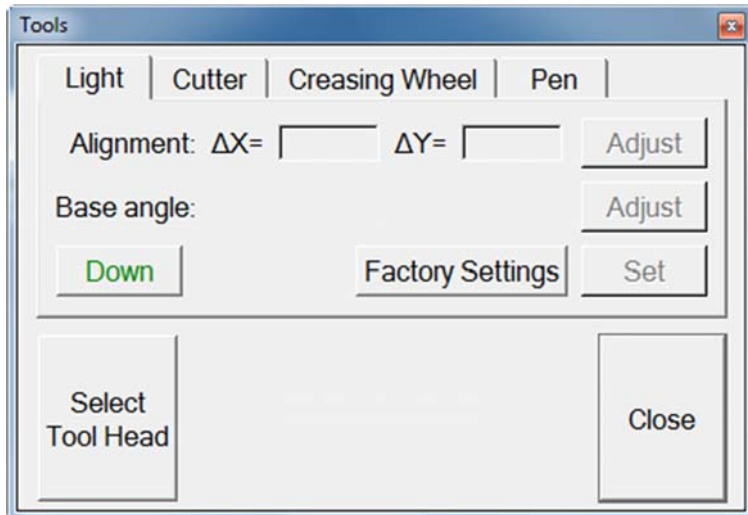 Tools
Light Cutter Creasing Wheel Pen
Alignment: ΔX= ΔY= Adjust
Base angle: Adjust
Down Factory Settings Set
Select
Tool Head
Close